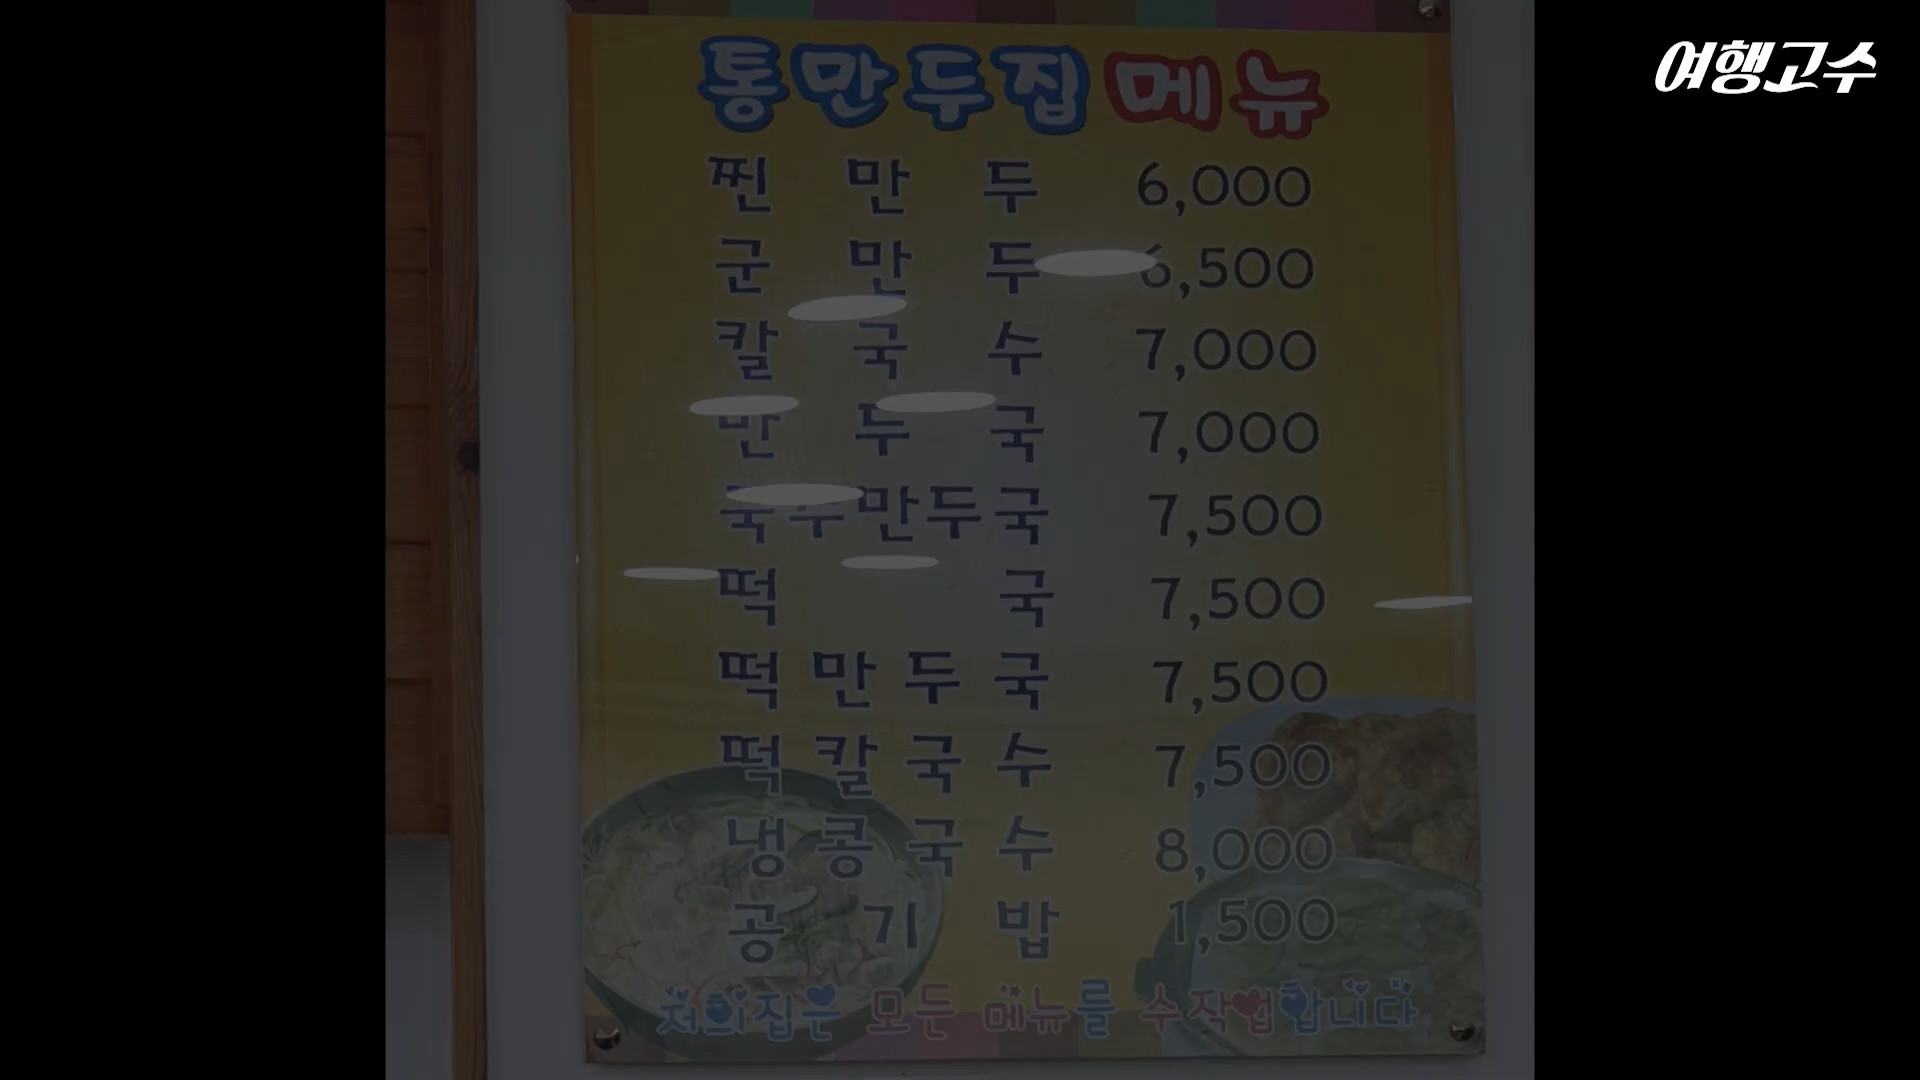 여행고수
통만두집 메뉴
찐만두 6,000
군만두 6,500
칼국수 7,000
만두국 7,000
국수만두국 7,500
떡국 7,500
떡만두국 7,500
떡칼국수 7,500
냉콩국수 8,000
공기밥 1,500
저희집은 모든 메뉴를 수작업합니다